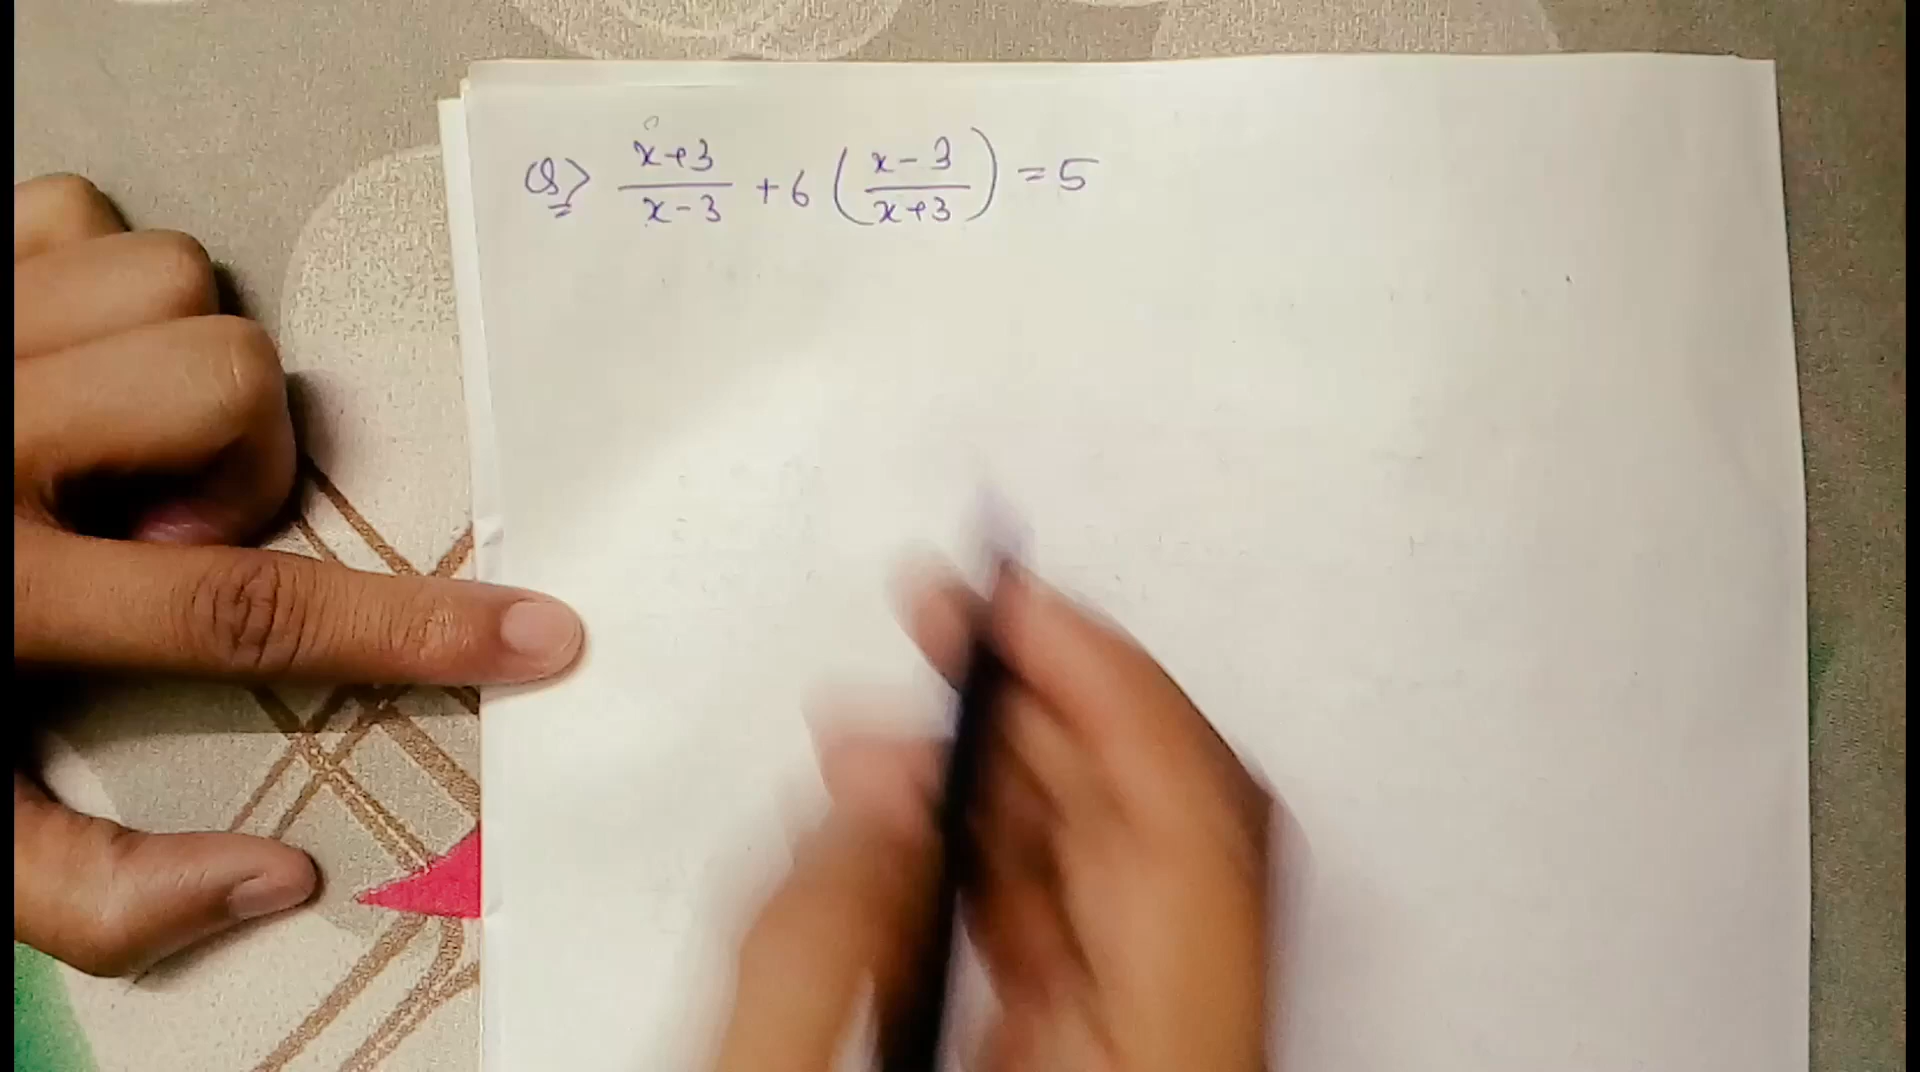 Q> x+3/x-3 + 6 (x-3/x+3) = 5